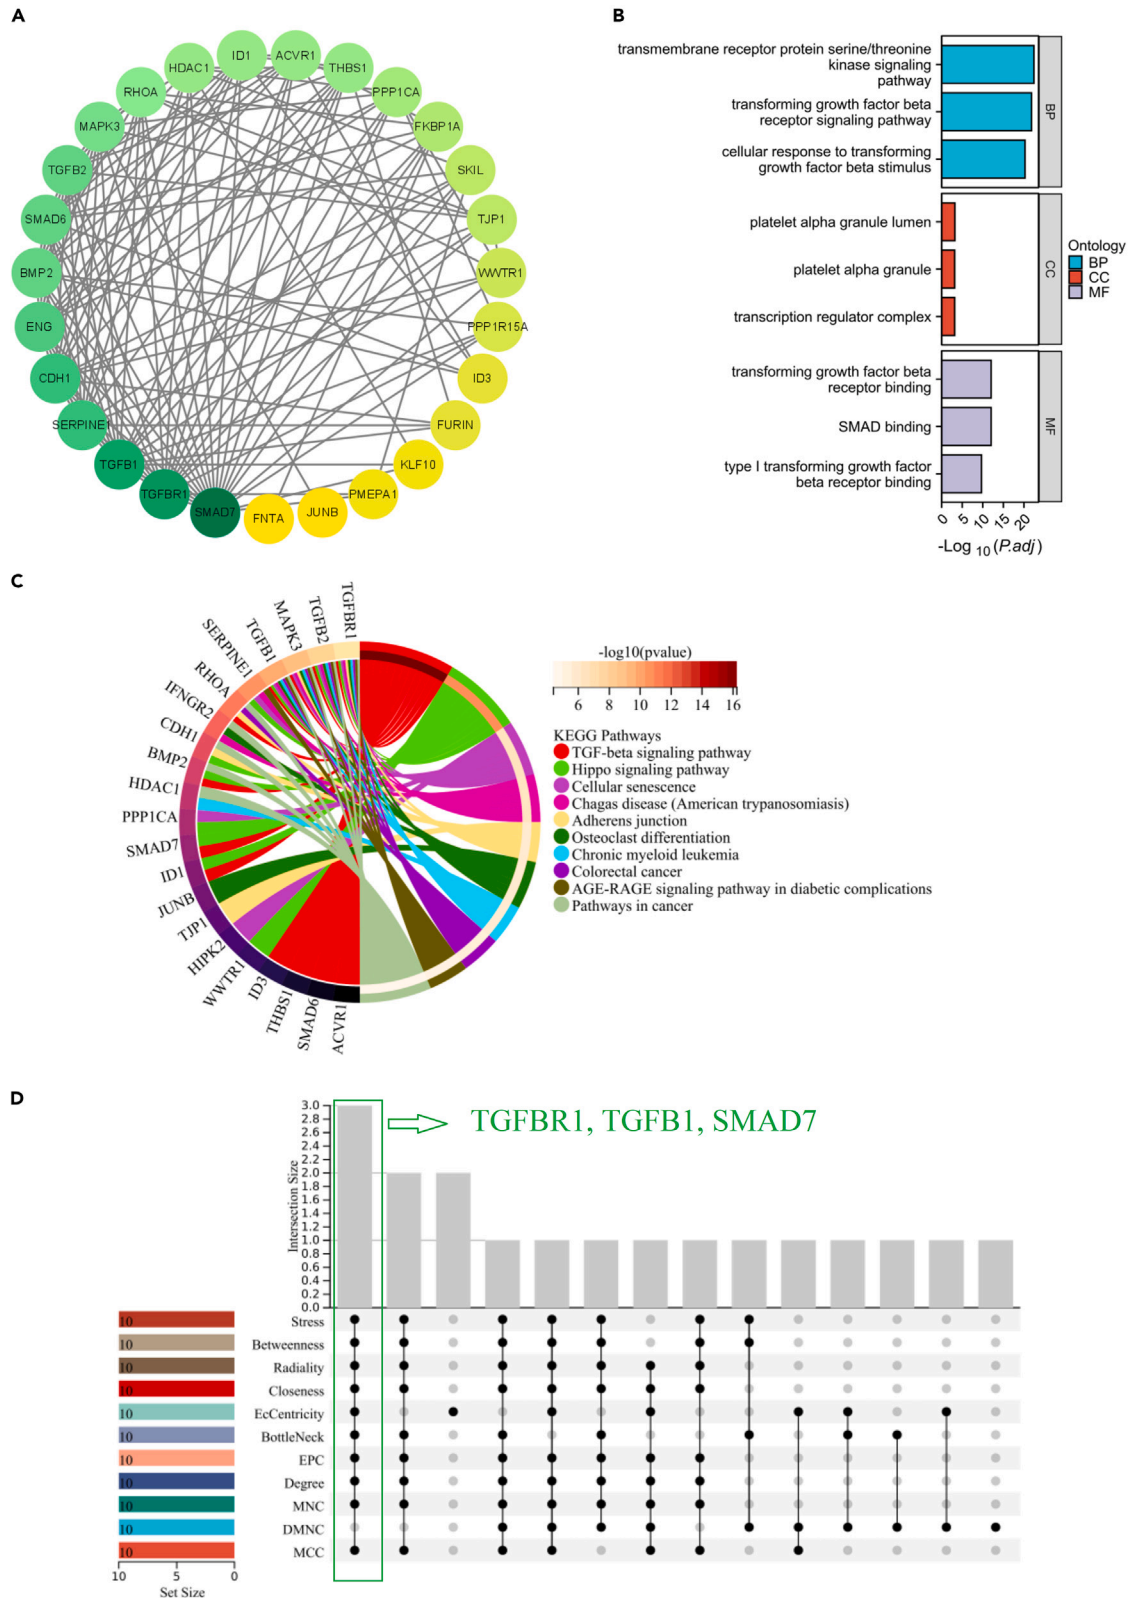 A
ID1
ACVR1
HDAC1
THBS1
RHOA
PPP1CA
MAPK3
FKBP1A
TGFB2
SKIL
SMAD6
TJP1
BMP2
WWTR1
ENG
PPP1R15A
CDH1
ID3
SERPINE1
FURIN
TGFB1
KLF10
TGFBR1
PMEPA1
SMAD7
FNTA
JUNB
B
transmembrane receptor protein serine/threonine
kinase signaling
pathway
transforming growth factor beta
receptor signaling pathway
cellular response to transforming
growth factor beta stimulus
BP
platelet alpha granule lumen
platelet alpha granule
transcription regulator complex
CC
transforming growth factor beta
receptor binding
SMAD binding
type I transforming growth factor
beta receptor binding
MF
0 5 10 15 20
-Log 10 (P.adj)
Ontology
BP
CC
MF
C
TGFBR1
TGFB2
MAPK3
TGFB1
SERPINE1
RHOA
IFNGR2
CDH1
BMP2
HDAC1
PPP1CA
SMAD7
ID1
JUNB
TJP1
HIPK2
WWTR1
ID3
THBS1
SMAD6
ACVR1
-log10(pvalue)
6 8 10 12 14 16
KEGG Pathways
TGF-beta signaling pathway
Hippo signaling pathway
Cellular senescence
Chagas disease (American trypanosomiasis)
Adherens junction
Osteoclast differentiation
Chronic myeloid leukemia
Colorectal cancer
AGE-RAGE signaling pathway in diabetic complications
Pathways in cancer
D
TGFBR1, TGFB1, SMAD7
Intersection Size
3.0
2.8
2.6
2.4
2.2
2.0
1.8
1.6
1.4
1.2
1.0
0.8
0.6
0.4
0.2
0.0
10 Stress
10 Betweenness
10 Radiality
10 Closeness
10 EcCentricity
10 BottleNeck
10 EPC
10 Degree
10 MNC
10 DMNC
10 MCC
10 5 0
Set Size